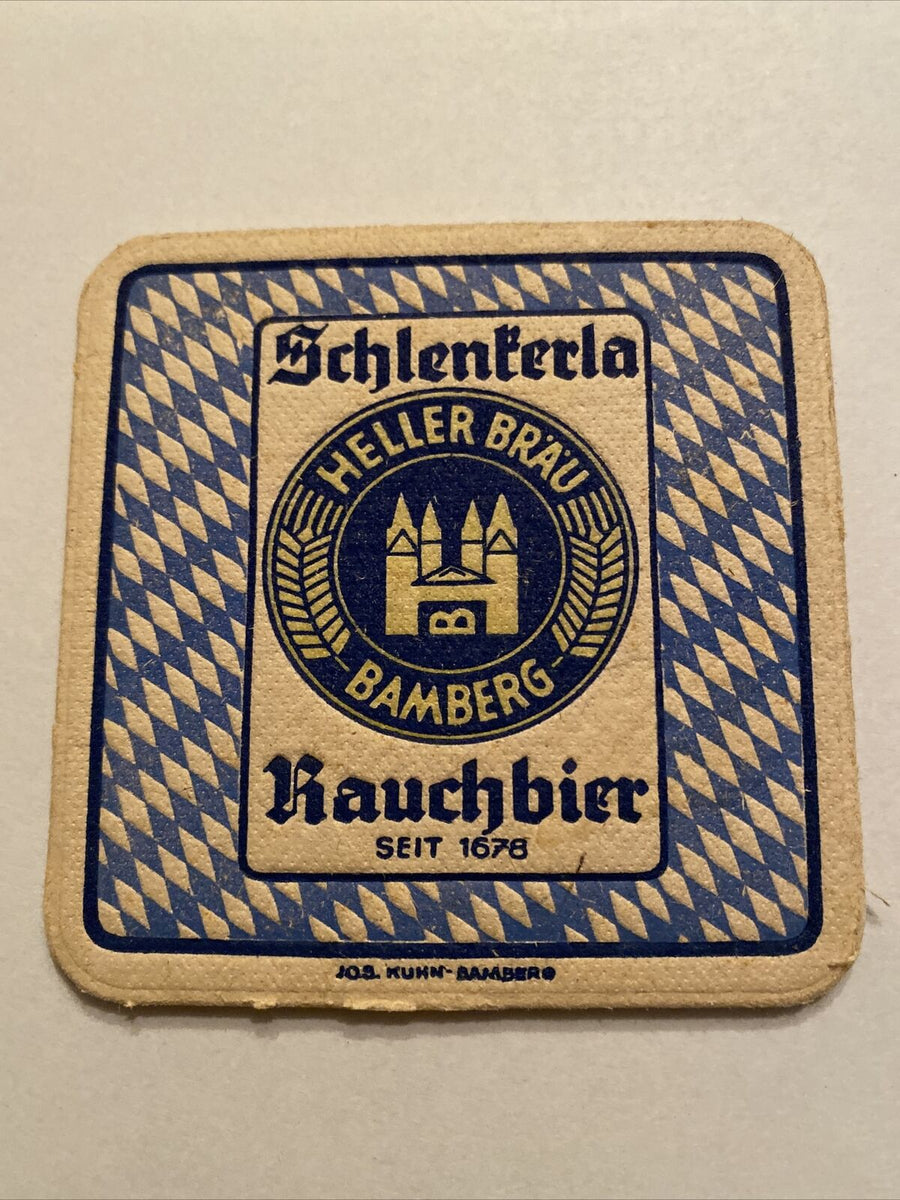 Schlenkerla
HELLER BRÄU
B
BAMBERG
Rauchbier
SEIT 1678
JOS. KUHN-BAMBERG